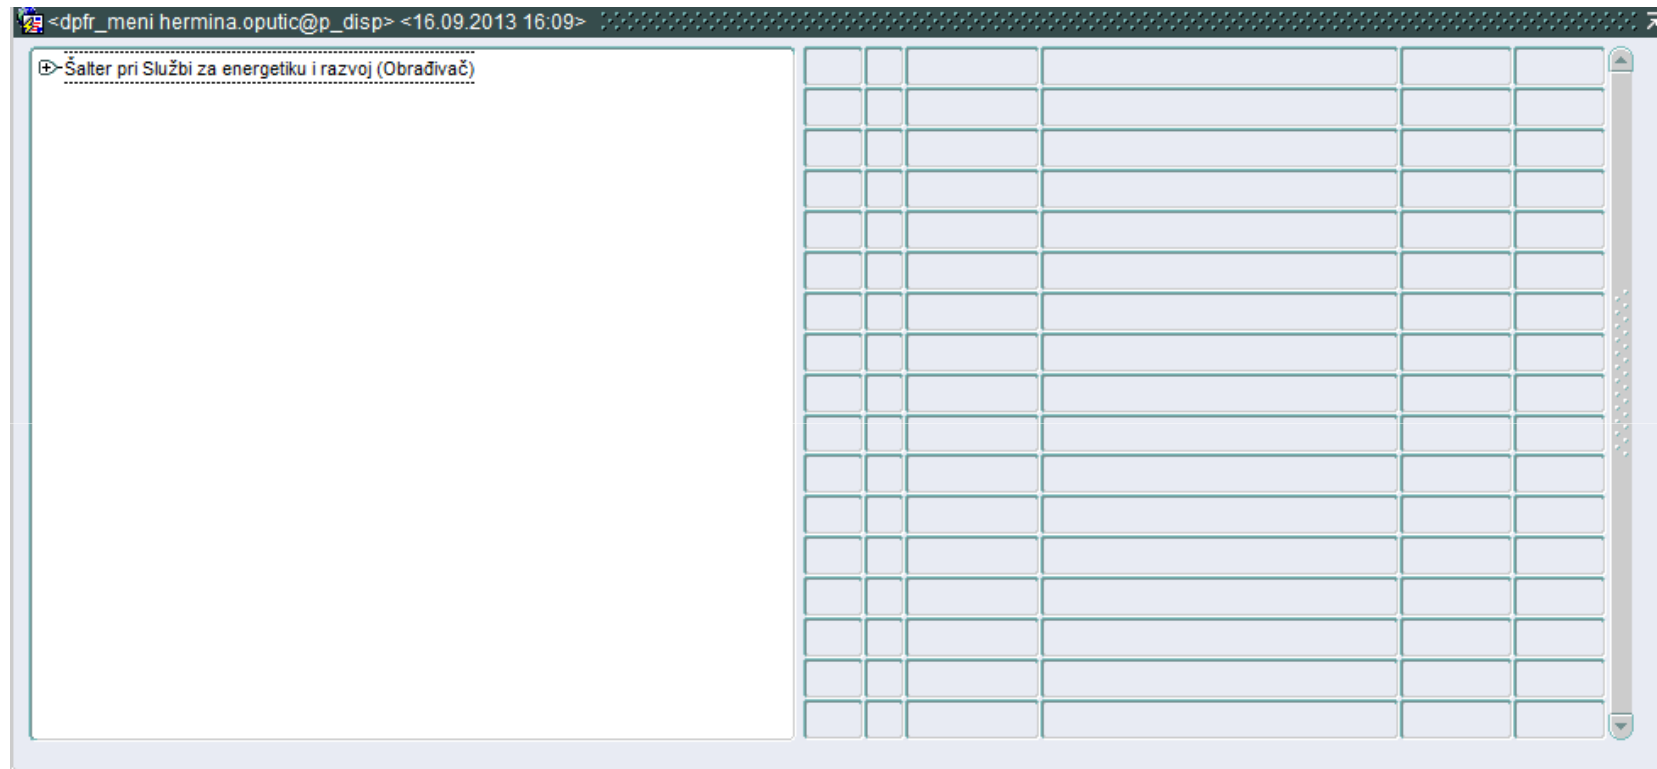 <dpfr_meni hermina.oputic@p_disp> <16.09.2013 16:09>
Šalter pri Službi za energetiku i razvoj (Obrađivač)